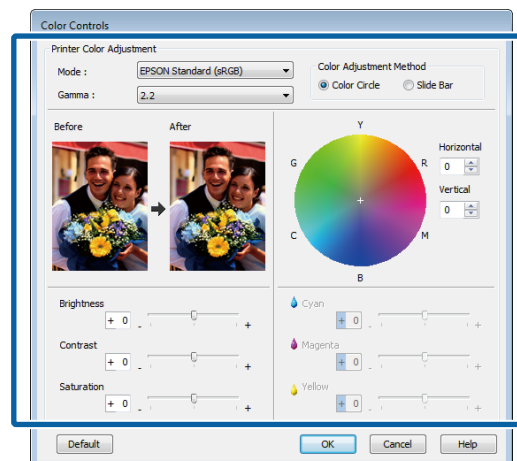 Color Controls
Printer Color Adjustment
Mode : EPSON Standard (sRGB)
Gamma : 2.2
Color Adjustment Method
Color Circle Slide Bar
Before After
Y
G R
C M
B
Horizontal
0
Vertical
0
Brightness
+ 0 - +
Contrast
+ 0 - +
Saturation
+ 0 - +
Cyan
+ 0 - +
Magenta
+ 0 - +
Yellow
+ 0 - +
Default OK Cancel Help